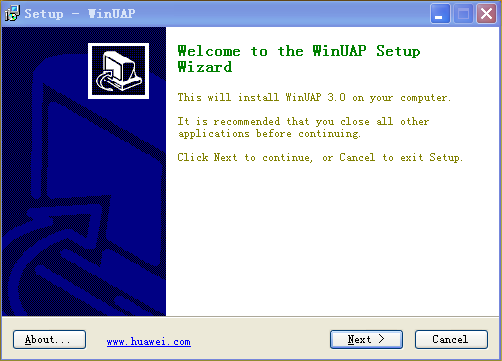 Setup - WinUAP
Welcome to the WinUAP Setup
Wizard
This will install WinUAP 3.0 on your computer.
It is recommended that you close all other
applications before continuing.
Click Next to continue, or Cancel to exit Setup.
About...
www.huawei.com
Next >
Cancel